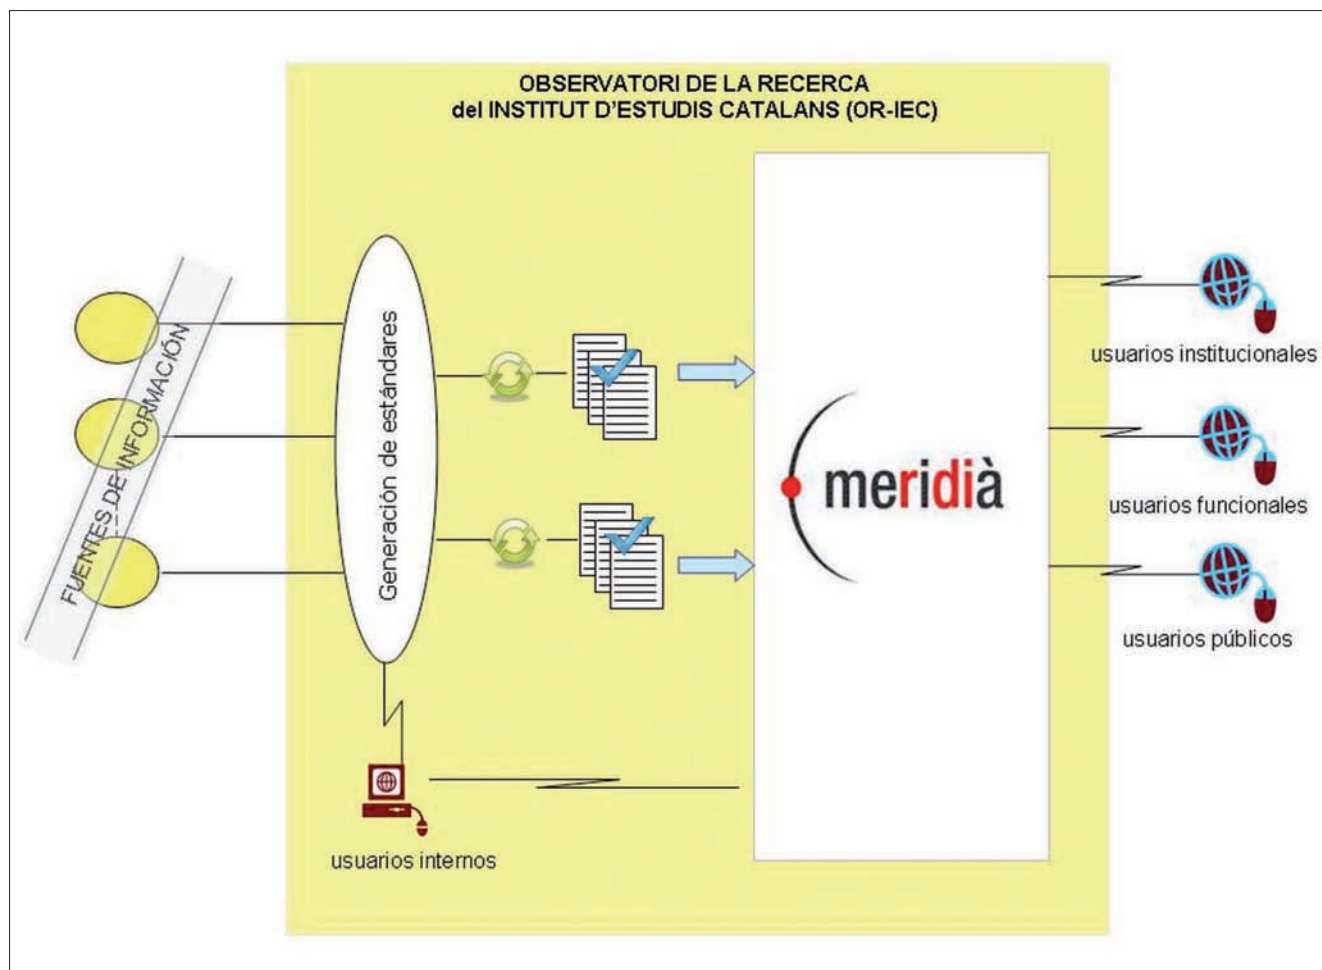 OBSERVATORI DE LA RECERCA
del INSTITUT D'ESTUDIS CATALANS (OR-IEC)
FUENTES DE INFORMACIÓN
Generación de estándares
meridià
usuarios institucionales
usuarios funcionales
usuarios públicos
usuarios internos